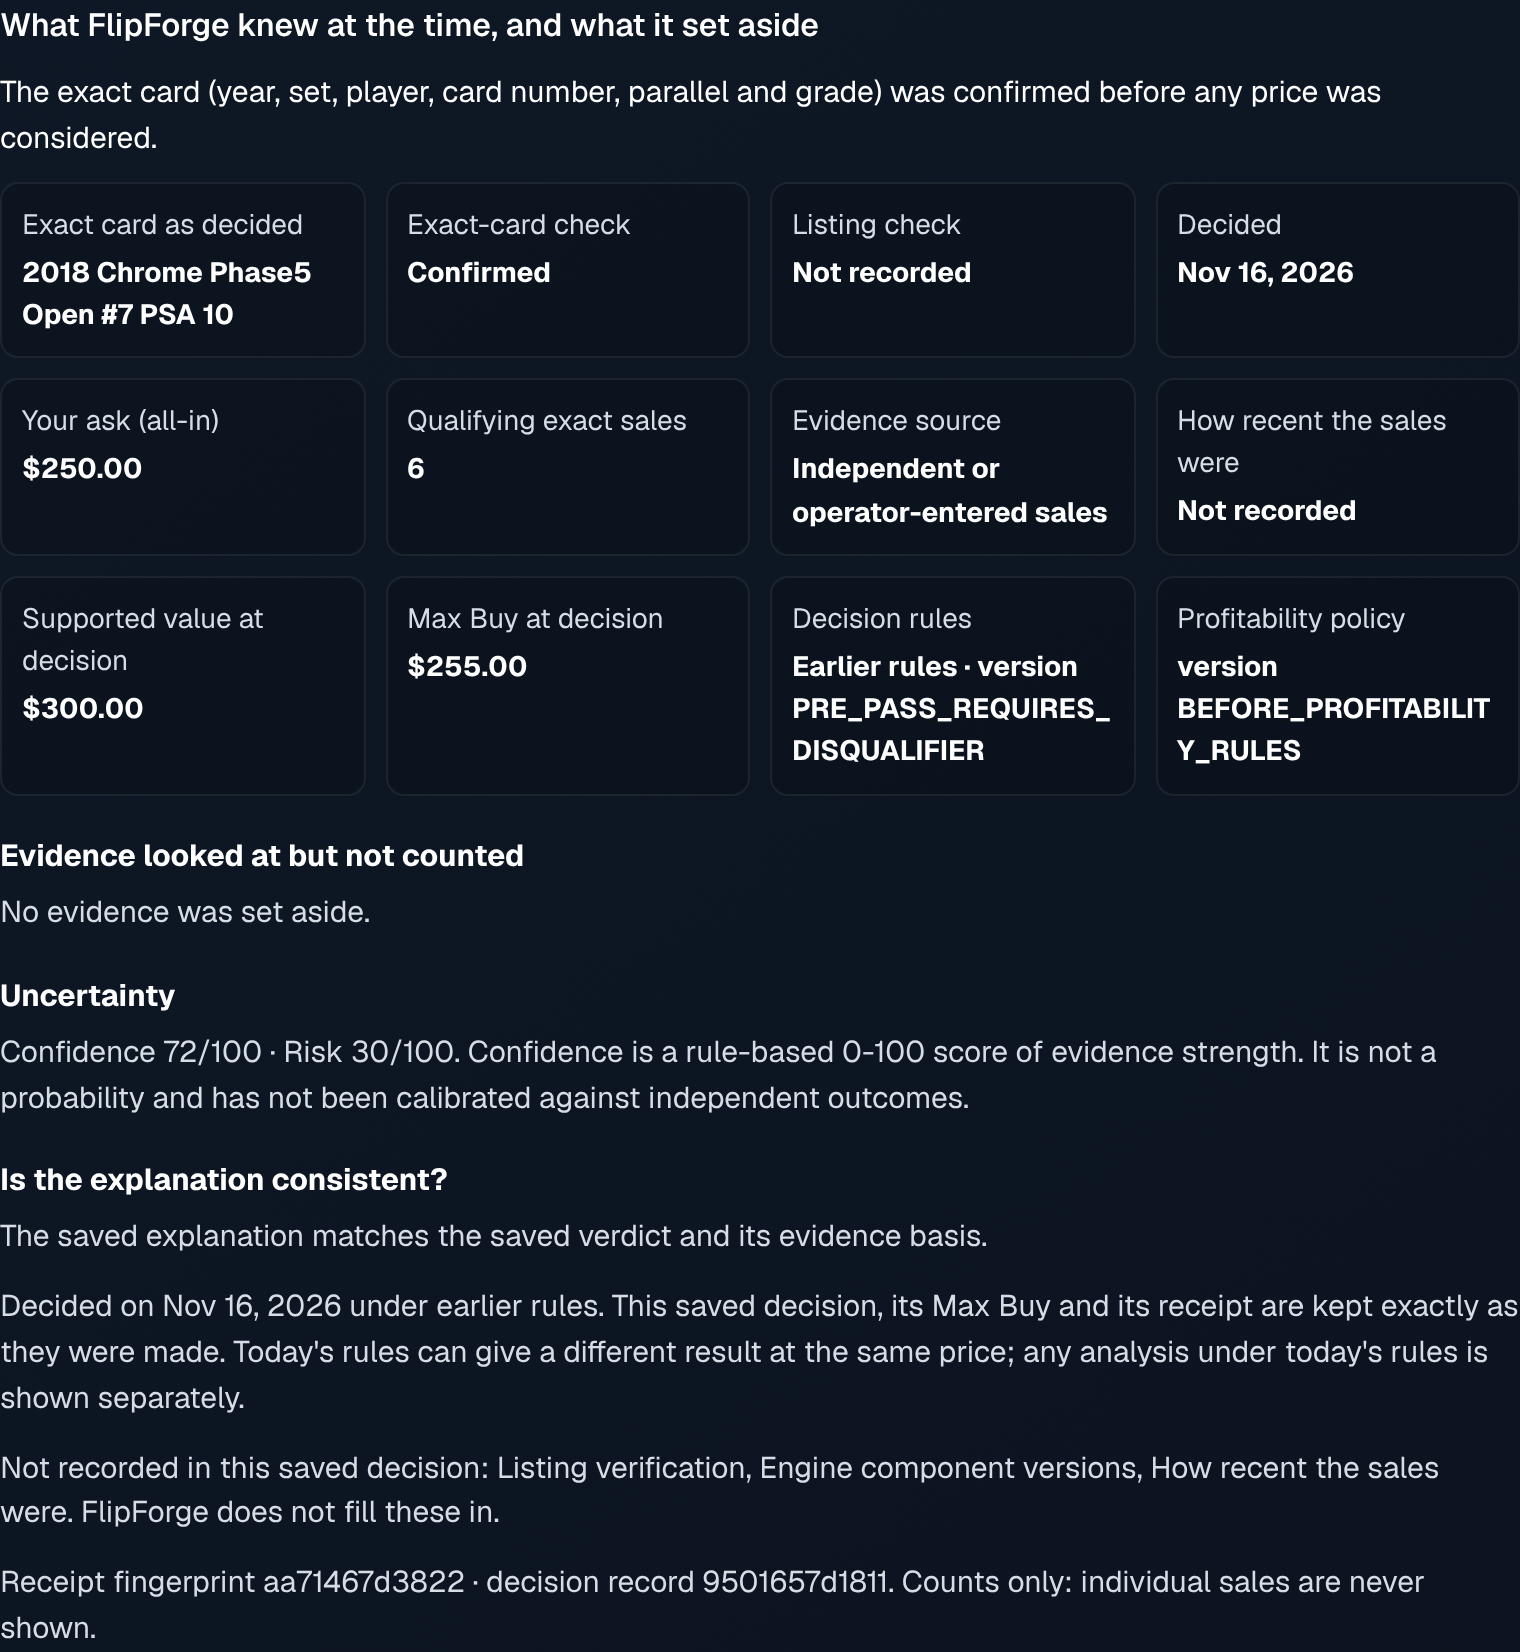 What FlipForge knew at the time, and what it set aside
The exact card (year, set, player, card number, parallel and grade) was confirmed before any price was
considered.
Exact card as decided
2018 Chrome Phase5
Open #7 PSA 10
Exact-card check
Confirmed
Listing check
Not recorded
Decided
Nov 16, 2026
Your ask (all-in)
$250.00
Qualifying exact sales
6
Evidence source
Independent or
operator-entered sales
How recent the sales
were
Not recorded
Supported value at
decision
$300.00
Max Buy at decision
$255.00
Decision rules
Earlier rules · version
PRE_PASS_REQUIRES_
DISQUALIFIER
Profitability policy
version
BEFORE_PROFITABILIT
Y_RULES
Evidence looked at but not counted
No evidence was set aside.
Uncertainty
Confidence 72/100 · Risk 30/100. Confidence is a rule-based 0-100 score of evidence strength. It is not a
probability and has not been calibrated against independent outcomes.
Is the explanation consistent?
The saved explanation matches the saved verdict and its evidence basis.
Decided on Nov 16, 2026 under earlier rules. This saved decision, its Max Buy and its receipt are kept exactly as
they were made. Today's rules can give a different result at the same price; any analysis under today's rules is
shown separately.
Not recorded in this saved decision: Listing verification, Engine component versions, How recent the sales
were. FlipForge does not fill these in.
Receipt fingerprint aa71467d3822 · decision record 9501657d1811. Counts only: individual sales are never
shown.